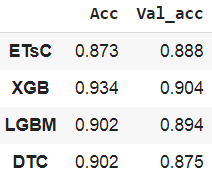 Acc Val_acc
ETsC 0.873 0.888
XGB 0.934 0.904
LGBM 0.902 0.894
DTC 0.902 0.875